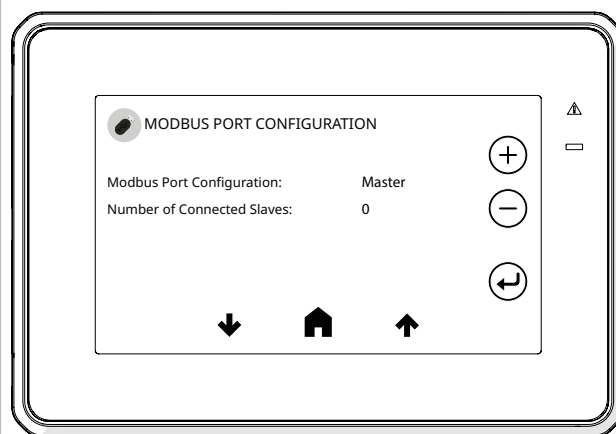 MODBUS PORT CONFIGURATION
Modbus Port Configuration: Master
Number of Connected Slaves: 0